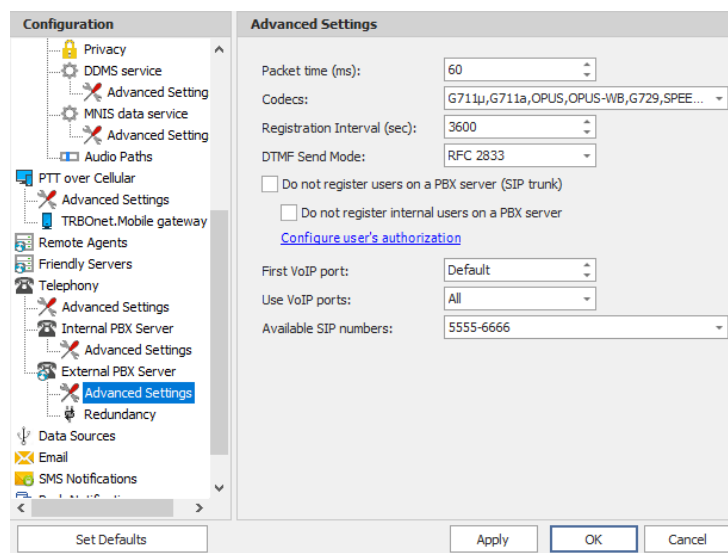 Configuration
Privacy
DDMS service
Advanced Setting
MNIS data service
Advanced Setting
Audio Paths
PTT over Cellular
Advanced Settings
TRBOnet.Mobile gateway
Remote Agents
Friendly Servers
Telephony
Advanced Settings
Internal PBX Server
Advanced Settings
External PBX Server
Advanced Settings
Redundancy
Data Sources
Email
SMS Notifications
Set Defaults
Advanced Settings
Packet time (ms): 60
Codecs: G711µ,G711a,OPUS,OPUS-WB,G729,SPEE...
Registration Interval (sec): 3600
DTMF Send Mode: RFC 2833
Do not register users on a PBX server (SIP trunk)
Do not register internal users on a PBX server
Configure user's authorization
First VoIP port: Default
Use VoIP ports: All
Available SIP numbers: 5555-6666
Apply OK Cancel